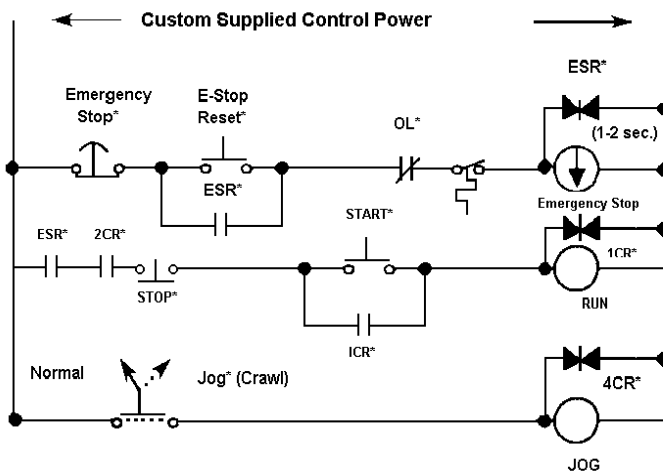 Custom Supplied Control Power
ESR*
Emergency
Stop*
E-Stop
Reset*
OL*
(1-2 sec.)
ESR*
Emergency Stop
START*
ESR*
2CR*
1CR*
STOP*
RUN
ICR*
Normal
Jog* (Crawl)
4CR*
JOG